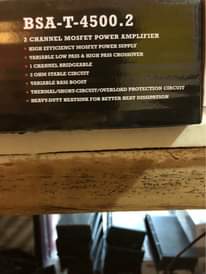 BSA-T-4500.2
2 CHANNEL MOSFET POWER AMPLIFIER
• HIGH EFFICIENCY MOSFET POWER SUPPLY
• VARIABLE LOW PASS & HIGH PASS CROSSOVER
• 1 CHANNEL BRIDGEABLE
• 2 OHM STABLE CIRCUIT
• VARIABLE BASS BOOST
• THERMAL/SHORT-CIRCUIT/OVERLOAD PROTECTION CIRCUIT
• HEAVY-DUTY HEATSINK FOR BETTER HEAT DISSIPATION